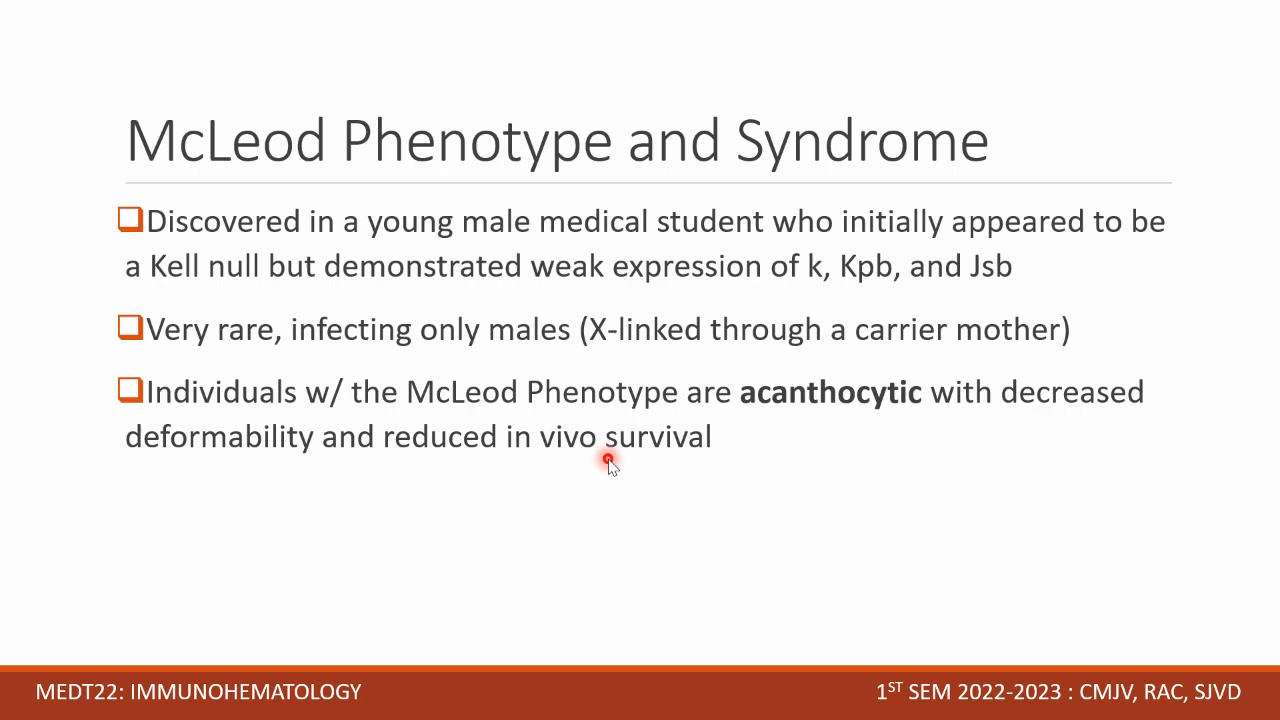 McLeod Phenotype and Syndrome
Discovered in a young male medical student who initially appeared to be
a Kell null but demonstrated weak expression of k, Kpb, and Jsb
Very rare, infecting only males (X-linked through a carrier mother)
Individuals w/ the McLeod Phenotype are acanthocytic with decreased
deformability and reduced in vivo survival
MEDT22: IMMUNOHEMATOLOGY
1ST SEM 2022-2023 : CMJV, RAC, SJVD